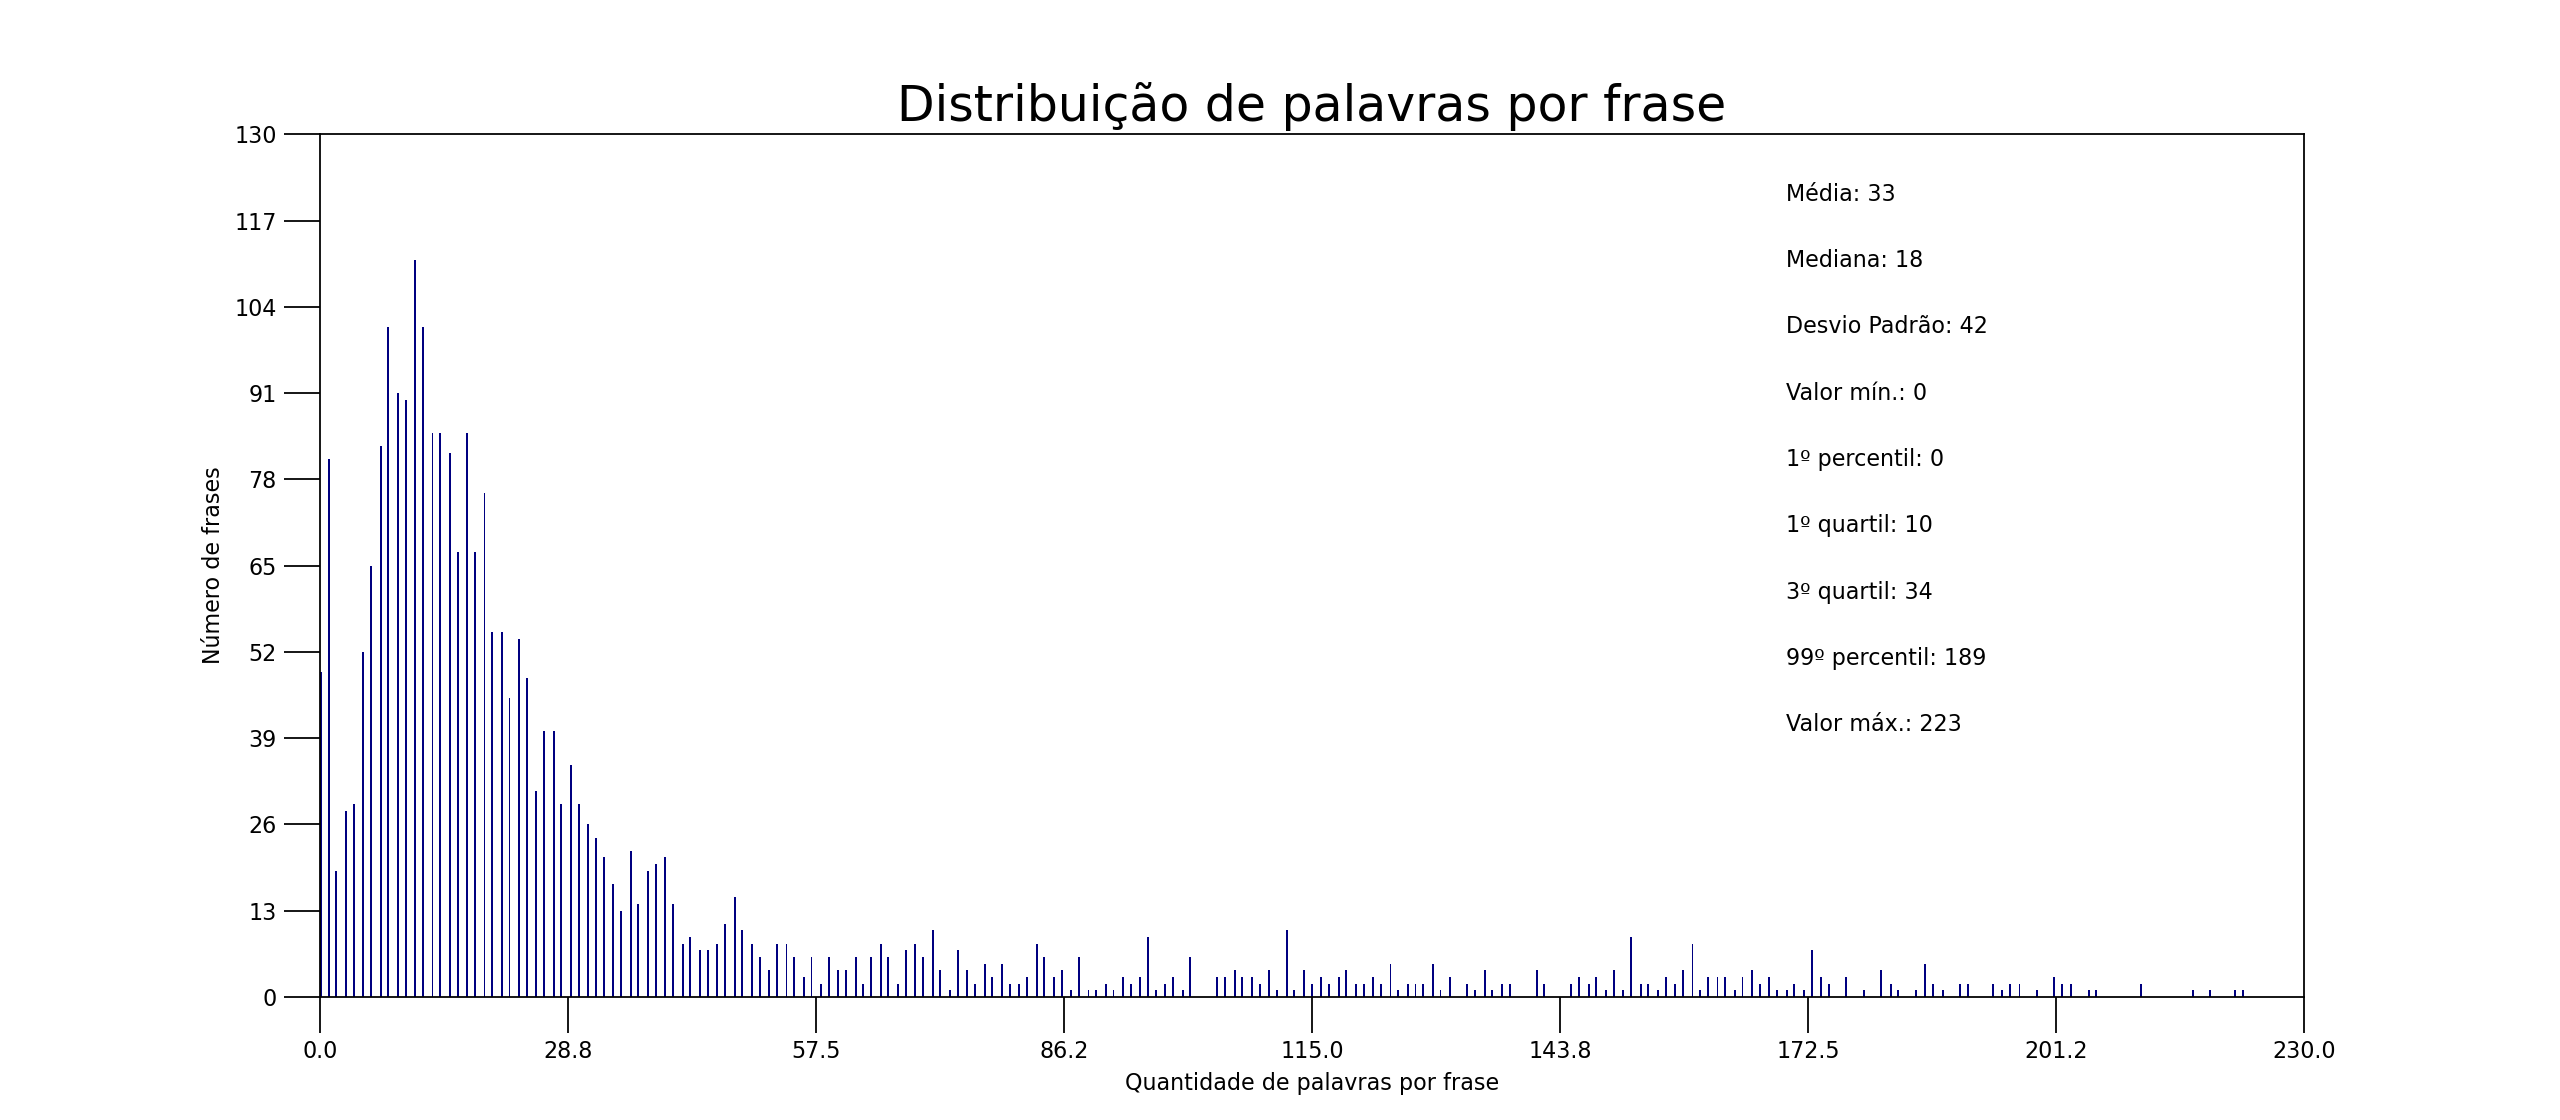 Distribuição de palavras por frase
130
117
104
91
78
65
52
39
26
13
0
Número de frases
Média: 33
Mediana: 18
Desvio Padrão: 42
Valor mín.: 0
1º percentil: 0
1º quartil: 10
3º quartil: 34
99º percentil: 189
Valor máx.: 223
0.0 28.8 57.5 86.2 115.0 143.8 172.5 201.2 230.0
Quantidade de palavras por frase